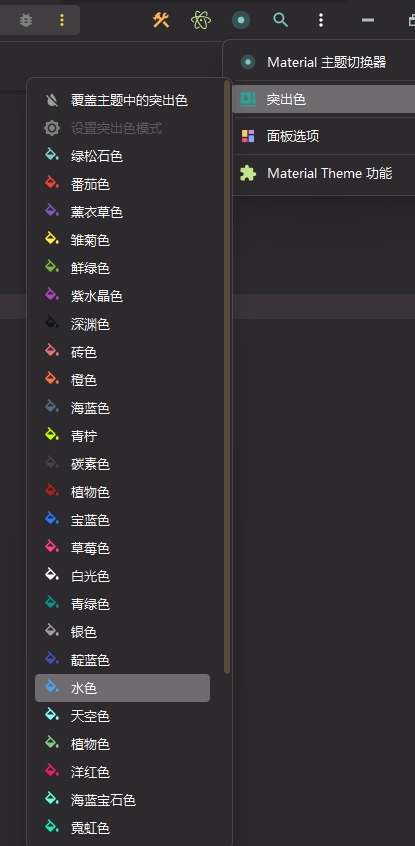 Material 主题切换器
突出色
面板选项
Material Theme 功能
覆盖主题中的突出色
设置突出色模式
绿松石色
番茄色
薰衣草色
雏菊色
鲜绿色
紫水晶色
深渊色
砖色
橙色
海蓝色
青柠
碳素色
植物色
宝蓝色
草莓色
白光色
青绿色
银色
靛蓝色
水色
天空色
植物色
洋红色
海蓝宝石色
霓虹色